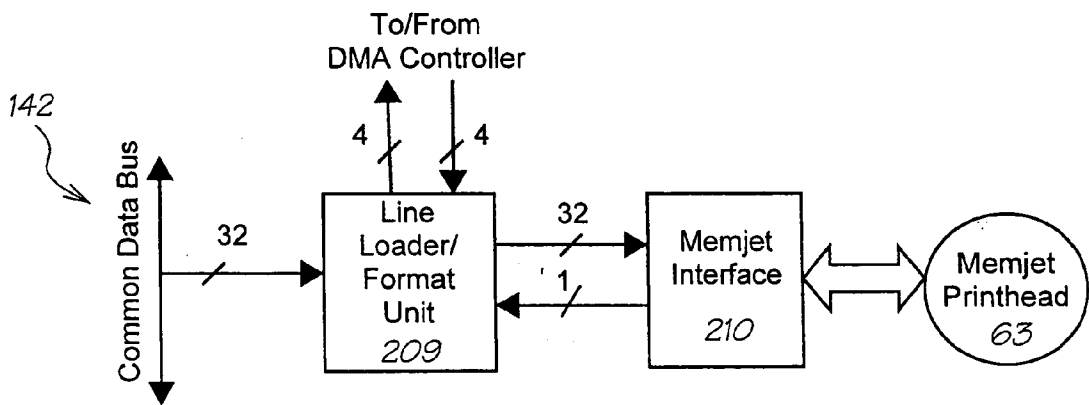 To/From
DMA Controller
142
4
4
Common Data Bus
32
Line
Loader/
Format
Unit
209
32
1
Memjet
Interface
210
Memjet
Printhead
63